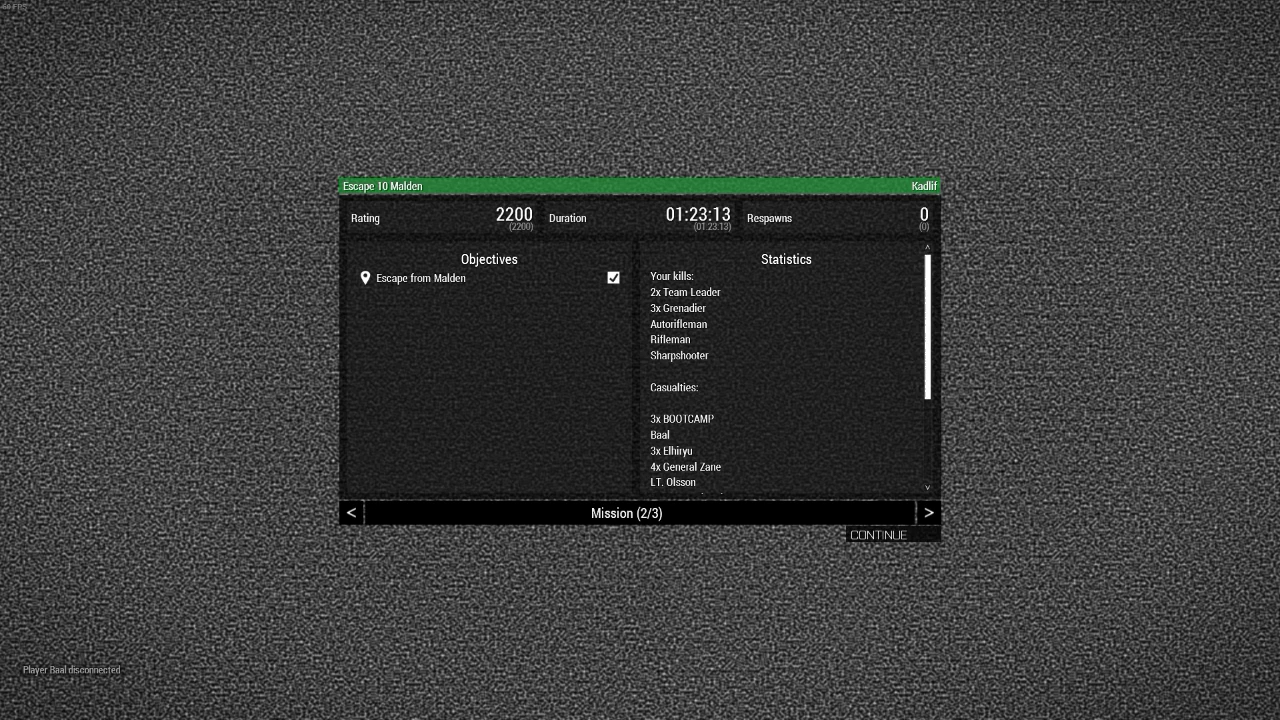 60 FPS
Escape 10 Malden Kadlif
Rating 2200 (2200) Duration 01:23:13 (01:23:13) Respawns 0 (0)
Objectives
Escape from Malden
Statistics
Your kills:
2x Team Leader
3x Grenadier
Autorifleman
Rifleman
Sharpshooter
Casualties:
3x BOOTCAMP
Baal
3x Elhiryu
4x General Zane
LT. Olsson
< Mission (2/3) >
CONTINUE
Player Baal disconnected